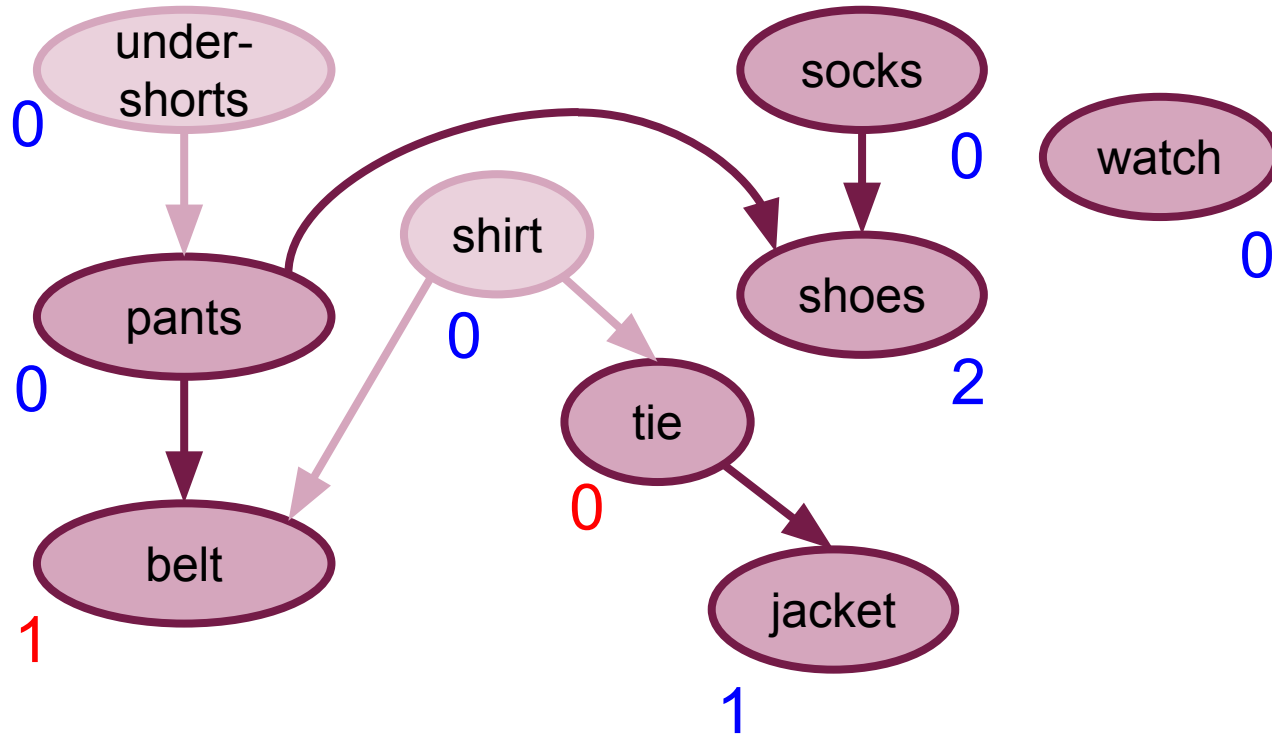 under-
shorts
0
socks
0
watch
0
shirt
0
pants
0
shoes
2
tie
0
belt
1
jacket
1